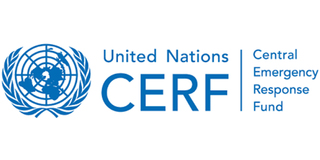 United Nations
CERF
Central
Emergency
Response
Fund